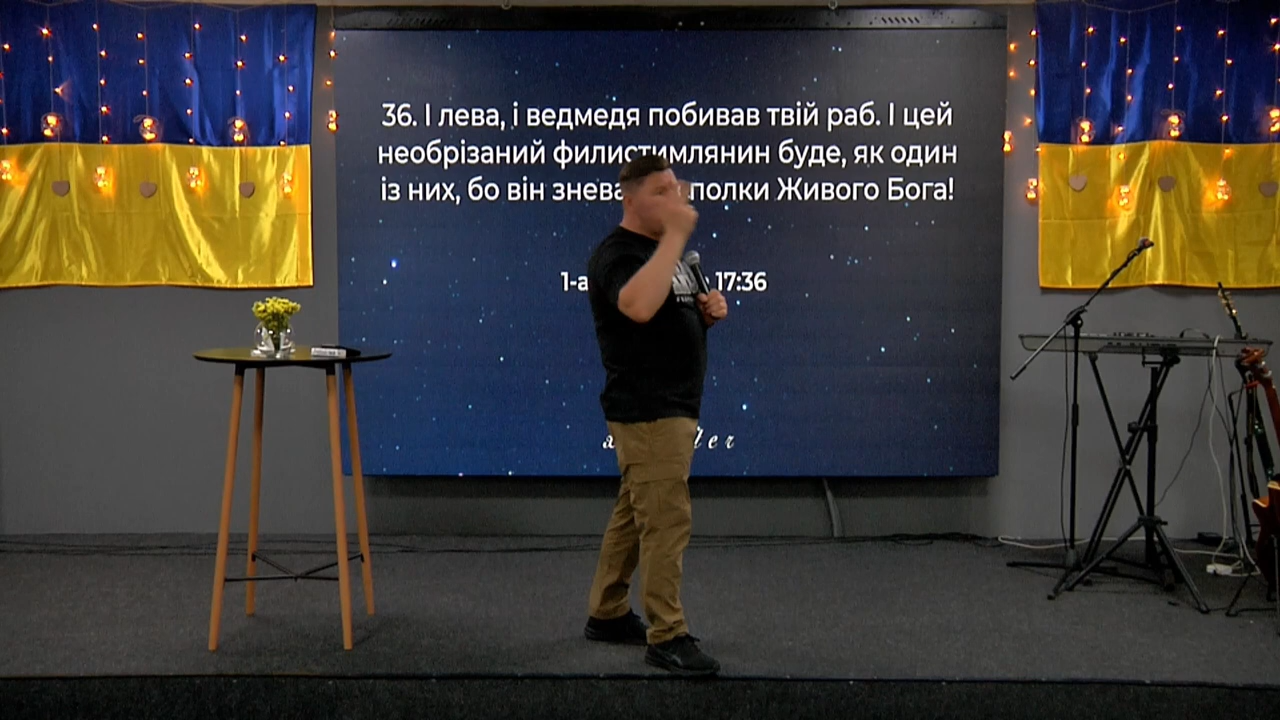 36. І лева, і ведмедя побивав твій раб. І цей
необрізаний филистимлянин буде, як один
із них, бо він полки Живого Бога!
17:36